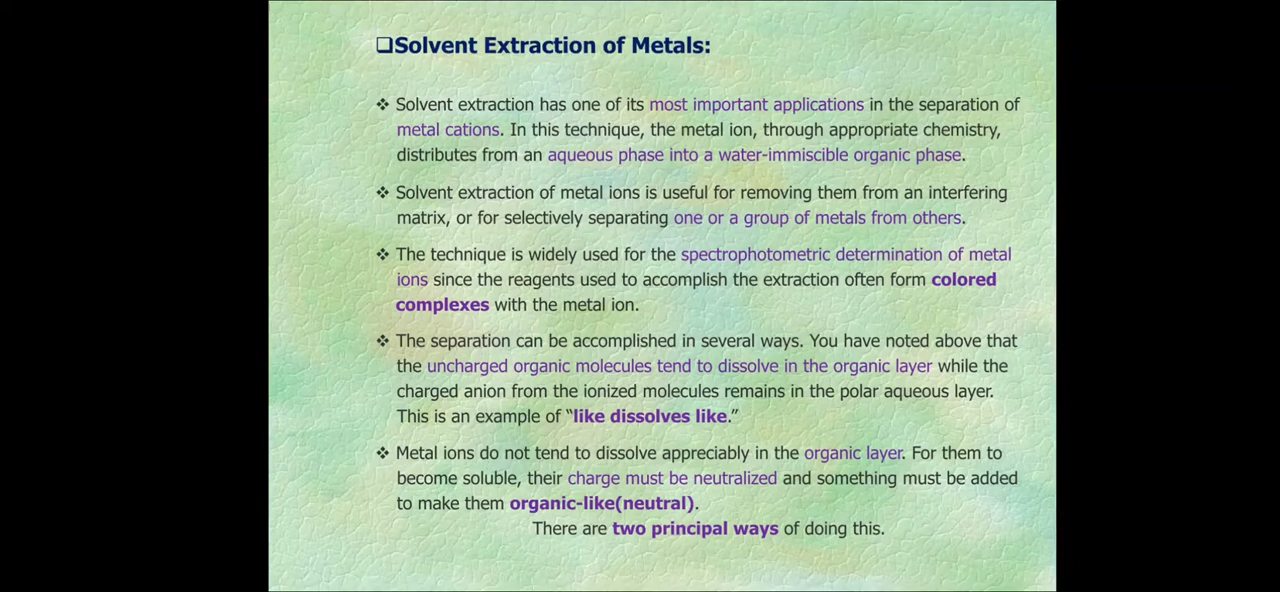 ❑Solvent Extraction of Metals:
❖ Solvent extraction has one of its most important applications in the separation of
metal cations. In this technique, the metal ion, through appropriate chemistry,
distributes from an aqueous phase into a water-immiscible organic phase.
❖ Solvent extraction of metal ions is useful for removing them from an interfering
matrix, or for selectively separating one or a group of metals from others.
❖ The technique is widely used for the spectrophotometric determination of metal
ions since the reagents used to accomplish the extraction often form colored
complexes with the metal ion.
❖ The separation can be accomplished in several ways. You have noted above that
the uncharged organic molecules tend to dissolve in the organic layer while the
charged anion from the ionized molecules remains in the polar aqueous layer.
This is an example of “like dissolves like.”
❖ Metal ions do not tend to dissolve appreciably in the organic layer. For them to
become soluble, their charge must be neutralized and something must be added
to make them organic-like(neutral).
There are two principal ways of doing this.